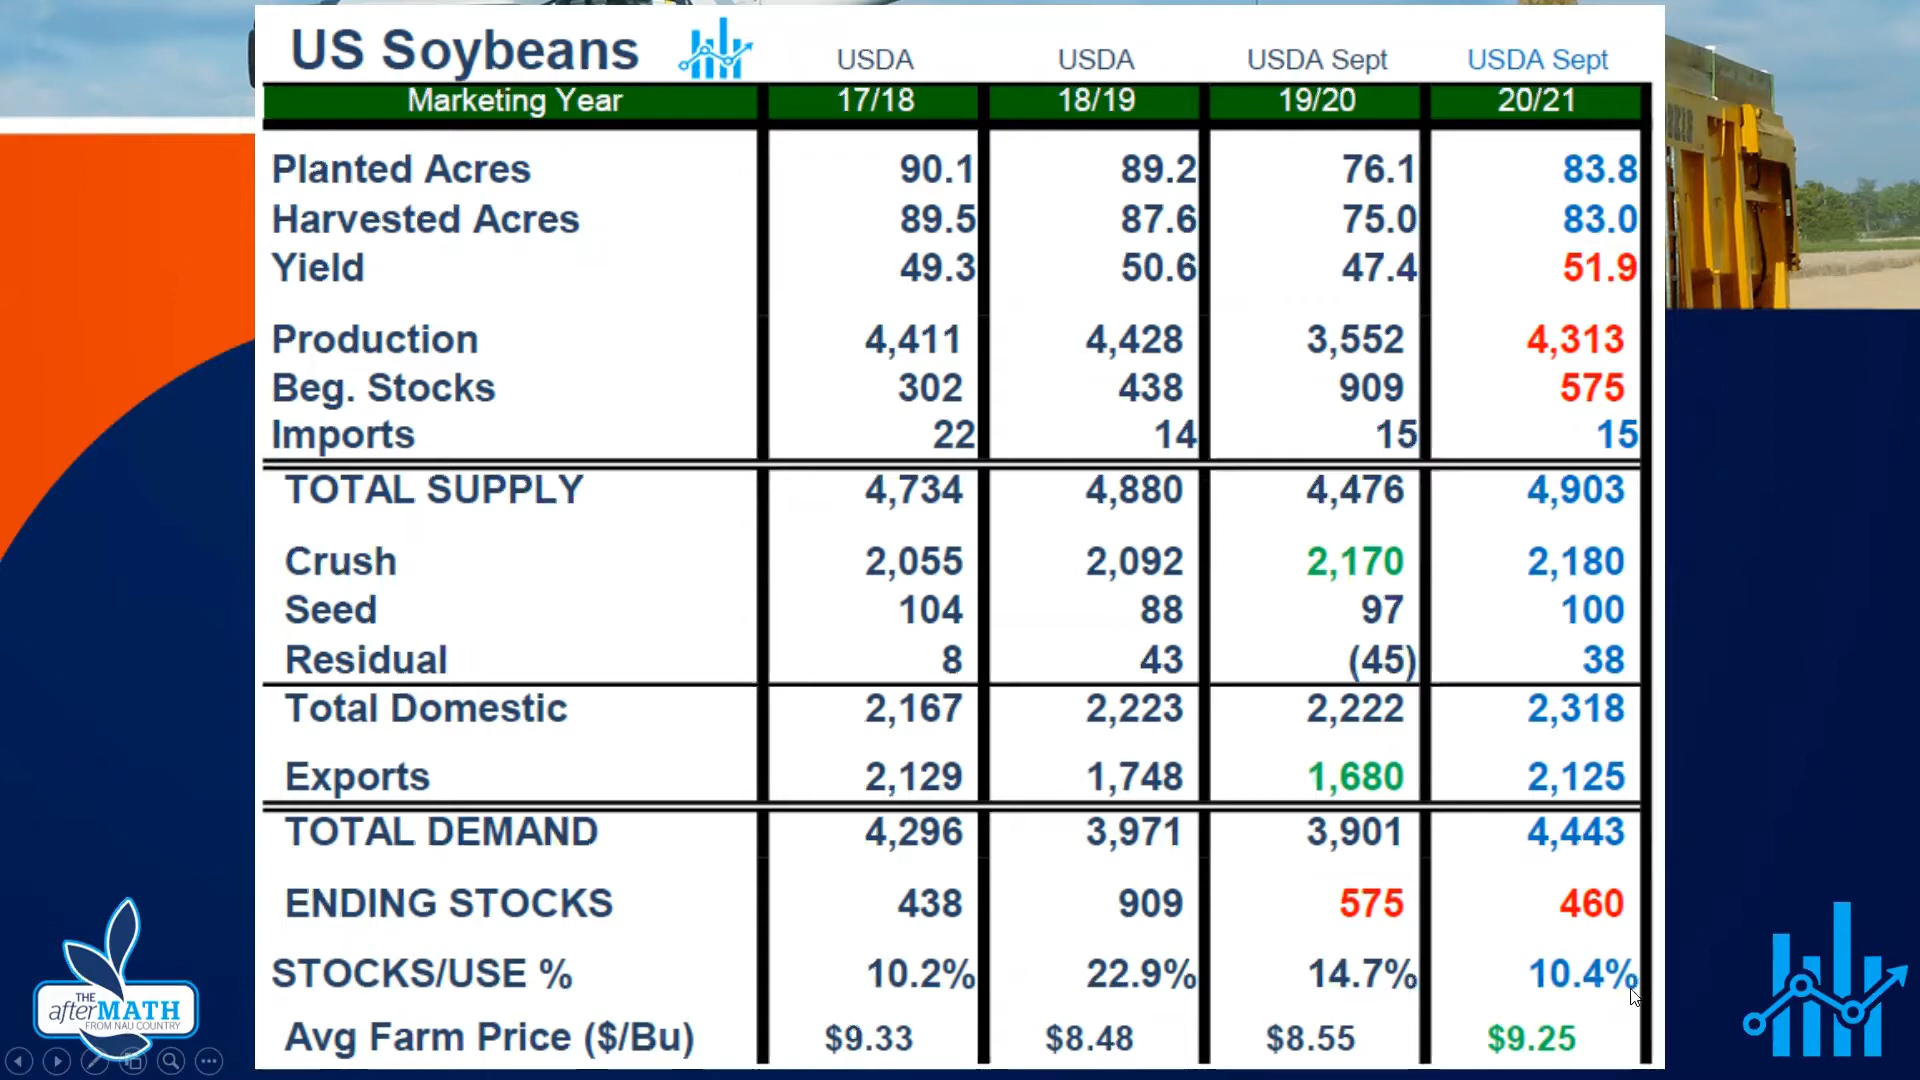 US Soybeans USDA USDA USDA Sept USDA Sept
Marketing Year 17/18 18/19 19/20 20/21
Planted Acres 90.1 89.2 76.1 83.8
Harvested Acres 89.5 87.6 75.0 83.0
Yield 49.3 50.6 47.4 51.9
Production 4,411 4,428 3,552 4,313
Beg. Stocks 302 438 909 575
Imports 22 14 15 15
TOTAL SUPPLY 4,734 4,880 4,476 4,903
Crush 2,055 2,092 2,170 2,180
Seed 104 88 97 100
Residual 8 43 (45) 38
Total Domestic 2,167 2,223 2,222 2,318
Exports 2,129 1,748 1,680 2,125
TOTAL DEMAND 4,296 3,971 3,901 4,443
ENDING STOCKS 438 909 575 460
STOCKS/USE % 10.2% 22.9% 14.7% 10.4%
Avg Farm Price ($/Bu) $9.33 $8.48 $8.55 $9.25
THE
afterMATH
FROM NAU COUNTRY